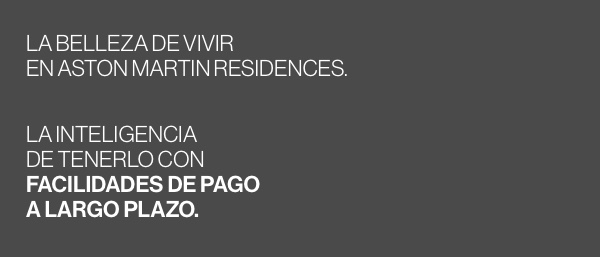 LA BELLEZA DE VIVIR
EN ASTON MARTIN RESIDENCES.
LA INTELIGENCIA
DE TENERLO CON
FACILIDADES DE PAGO
A LARGO PLAZO.